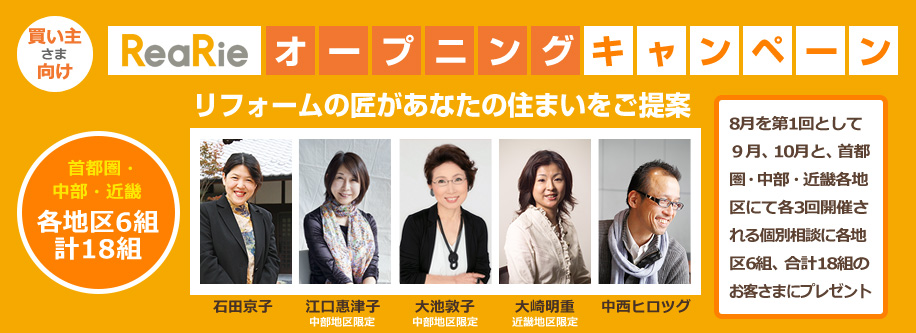 買い主
さま
向け
ReaRie オープニングキャンペーン
リフォームの匠があなたの住まいをご提案
首都圏・
中部・近畿
各地区6組
計18組
石田京子
江口惠津子
中部地区限定
大池敦子
中部地区限定
大崎明重
近畿地区限定
中西ヒロツグ
8月を第1回として
９月、10月と、首都
圏・中部・近畿各地
区にて各3回開催さ
れる個別相談に各地
区6組、合計18組の
お客さまにプレゼント